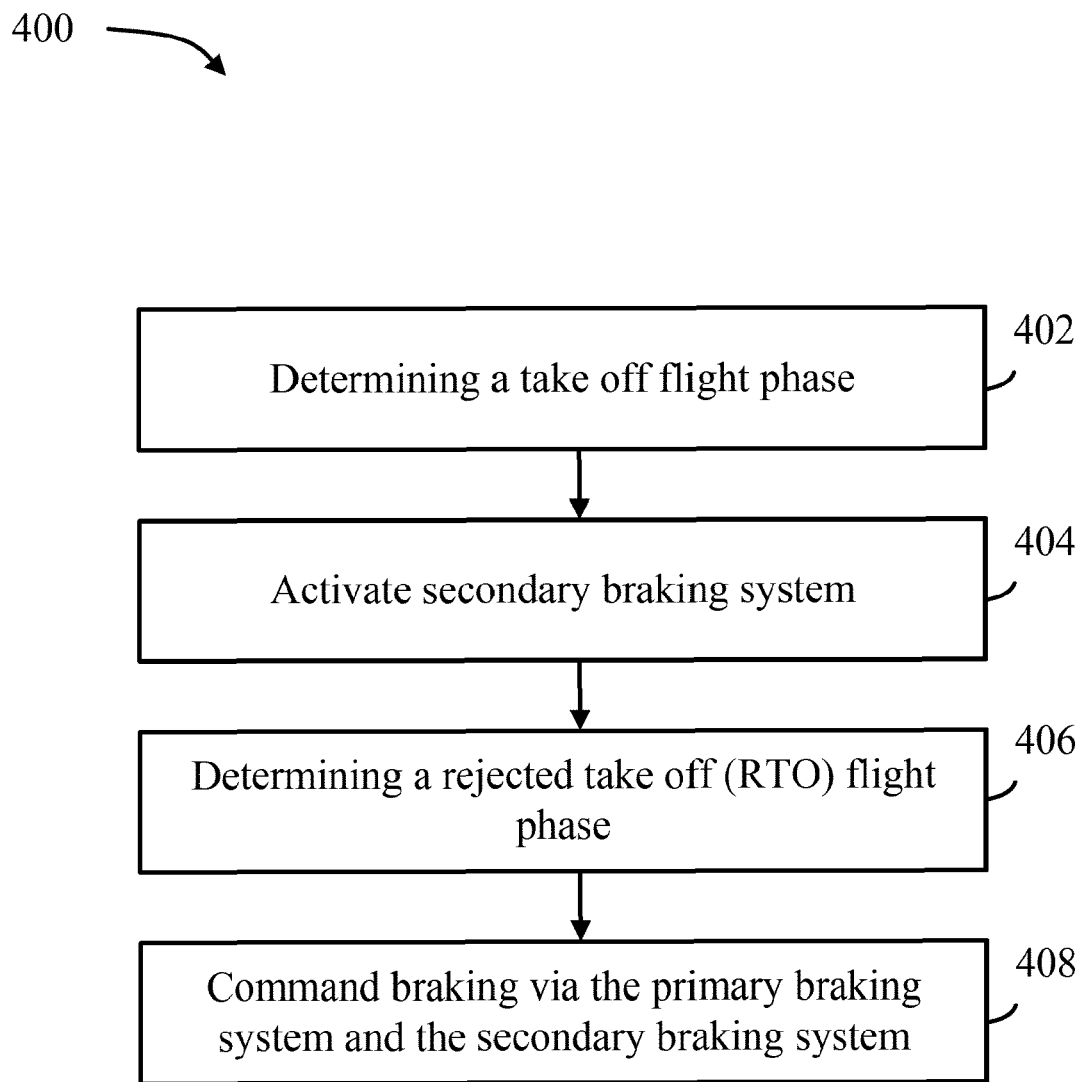 400
402
Determining a take off flight phase
404
Activate secondary braking system
406
Determining a rejected take off (RTO) flight
phase
408
Command braking via the primary braking
system and the secondary braking system